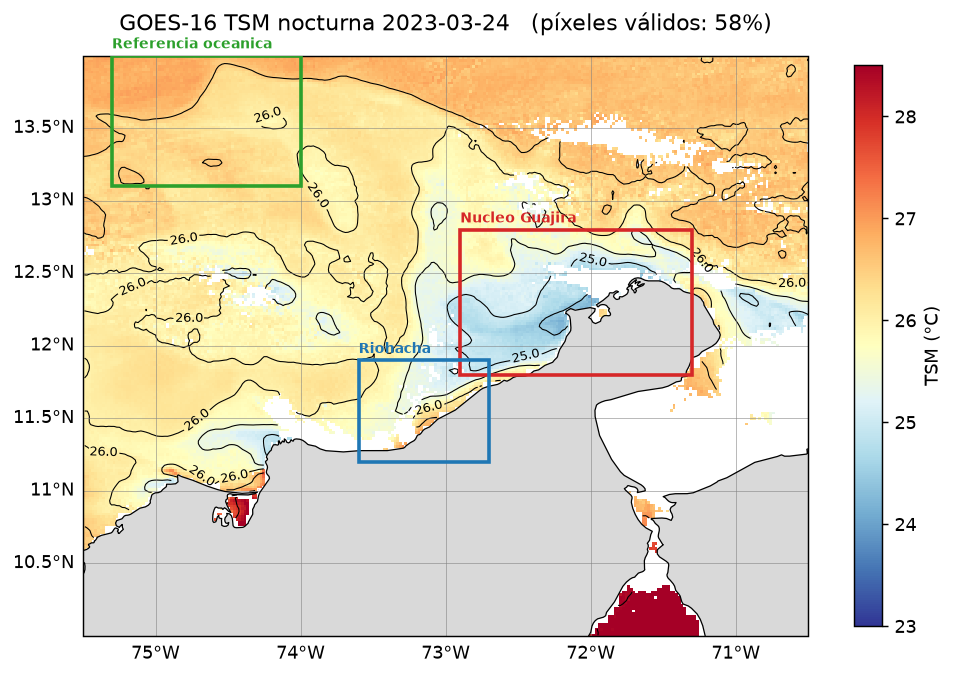 GOES-16 TSM nocturna 2023-03-24   (píxeles válidos: 58%)
Referencia oceanica
26.0
26.0
Nucleo Guajira
26.0
25.0
26.0
26.0
26.0
26.0
Riohacha
25.0
26.0
26.0
26.0
26.0
26.0
13.5°N
13°N
12.5°N
12°N
11.5°N
11°N
10.5°N
75°W
74°W
73°W
72°W
71°W
28
27
26
25
24
23
TSM (°C)